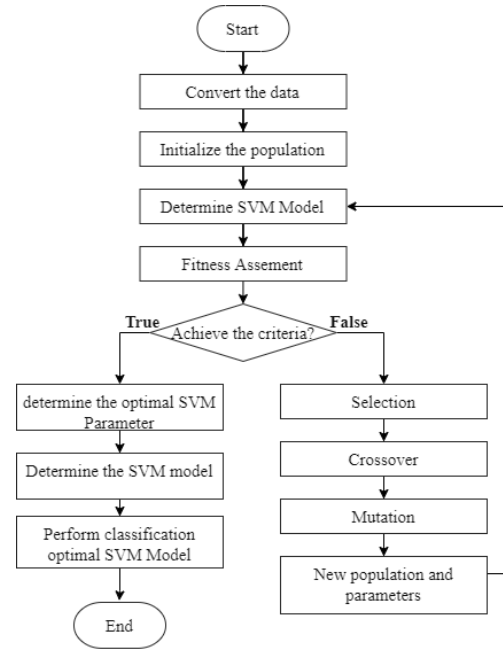 Start
Convert the data
Initialize the population
Determine SVM Model
Fitness Assement
Achieve the criteria?
True
False
determine the optimal SVM
Parameter
Determine the SVM model
Perform classification
optimal SVM Model
End
Selection
Crossover
Mutation
New population and
parameters